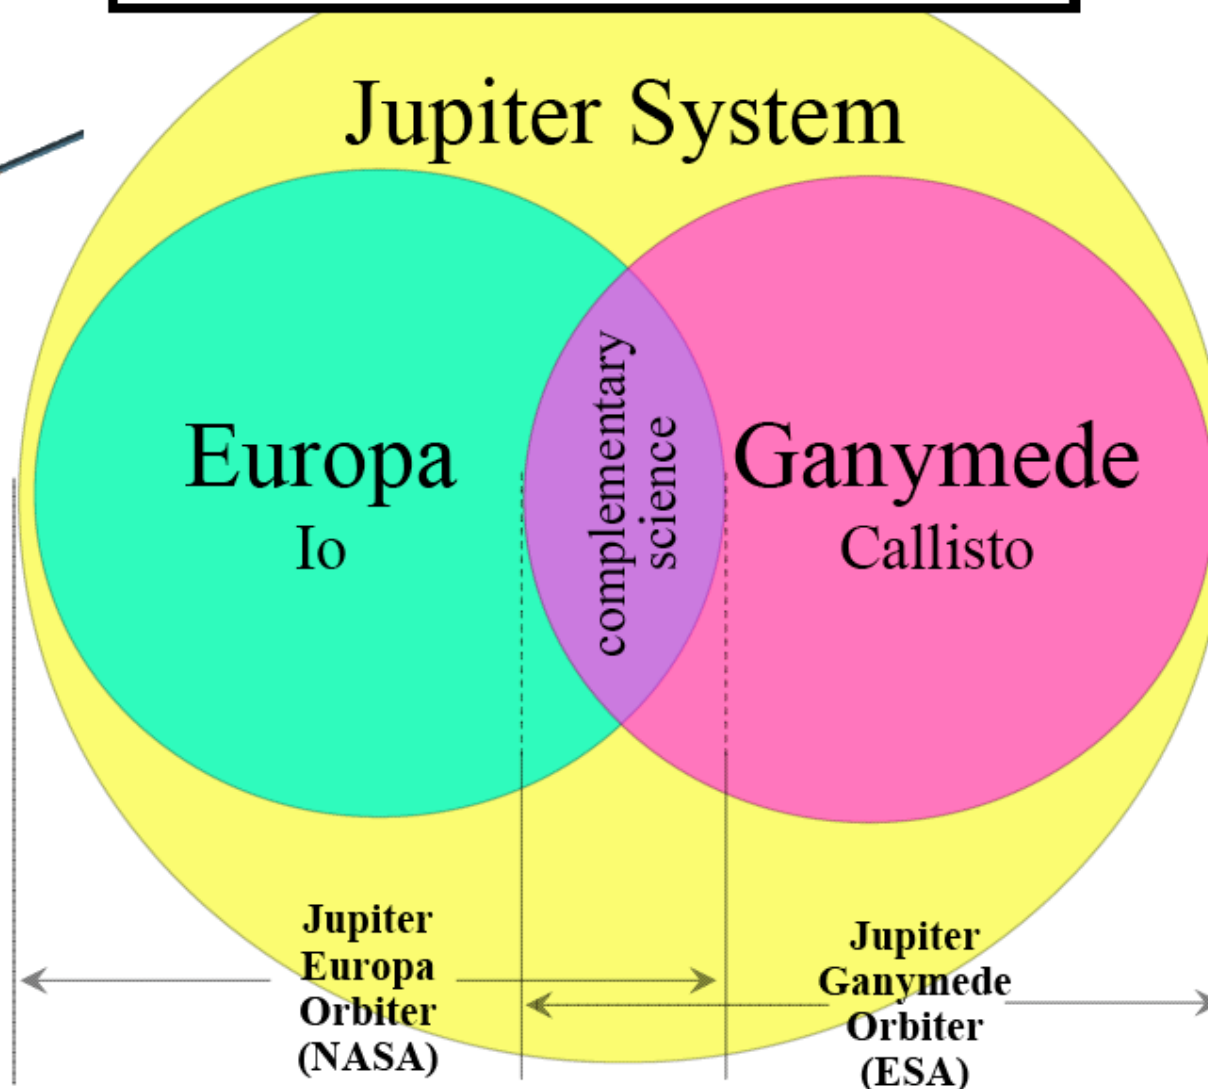 Jupiter System
Europa
Io
complementary
science
Ganymede
Callisto
Jupiter
Europa
Orbiter
(NASA)
Jupiter
Ganymede
Orbiter
(ESA)